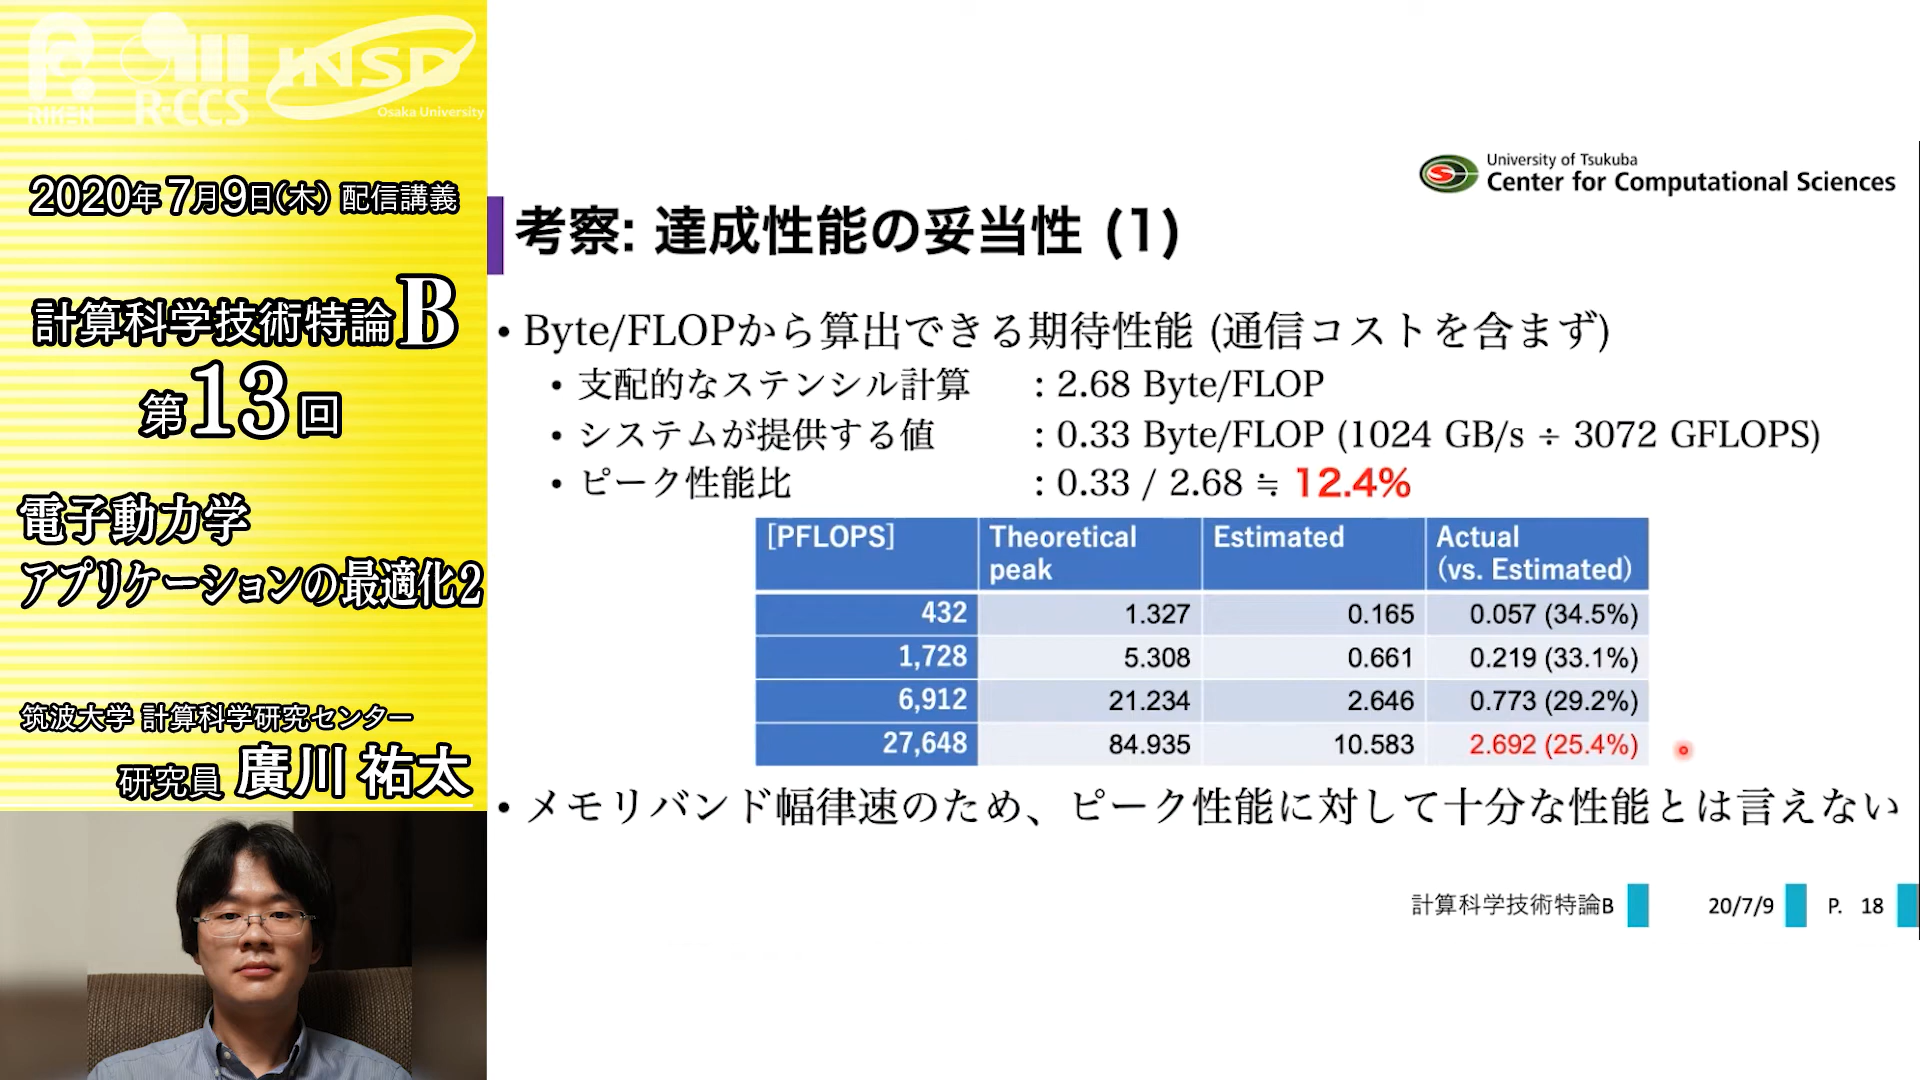 RIKEN
R-CCS
INSD
Osaka University
2020年7月9日(木) 配信講義
計算科学技術特論B
第13回
電子動力学
アプリケーションの最適化2
筑波大学 計算科学研究センター
研究員 廣川 祐太
University of Tsukuba
Center for Computational Sciences
考察: 達成性能の妥当性 (1)
• Byte/FLOPから算出できる期待性能 (通信コストを含まず)
• 支配的なステンシル計算 : 2.68 Byte/FLOP
• システムが提供する値 : 0.33 Byte/FLOP (1024 GB/s ÷ 3072 GFLOPS)
• ピーク性能比 : 0.33 / 2.68 ≒ 12.4%
[PFLOPS] Theoretical peak Estimated Actual (vs. Estimated)
432 1.327 0.165 0.057 (34.5%)
1,728 5.308 0.661 0.219 (33.1%)
6,912 21.234 2.646 0.773 (29.2%)
27,648 84.935 10.583 2.692 (25.4%)
• メモリバンド幅律速のため、ピーク性能に対して十分な性能とは言えない
計算科学技術特論B 20/7/9 P. 18